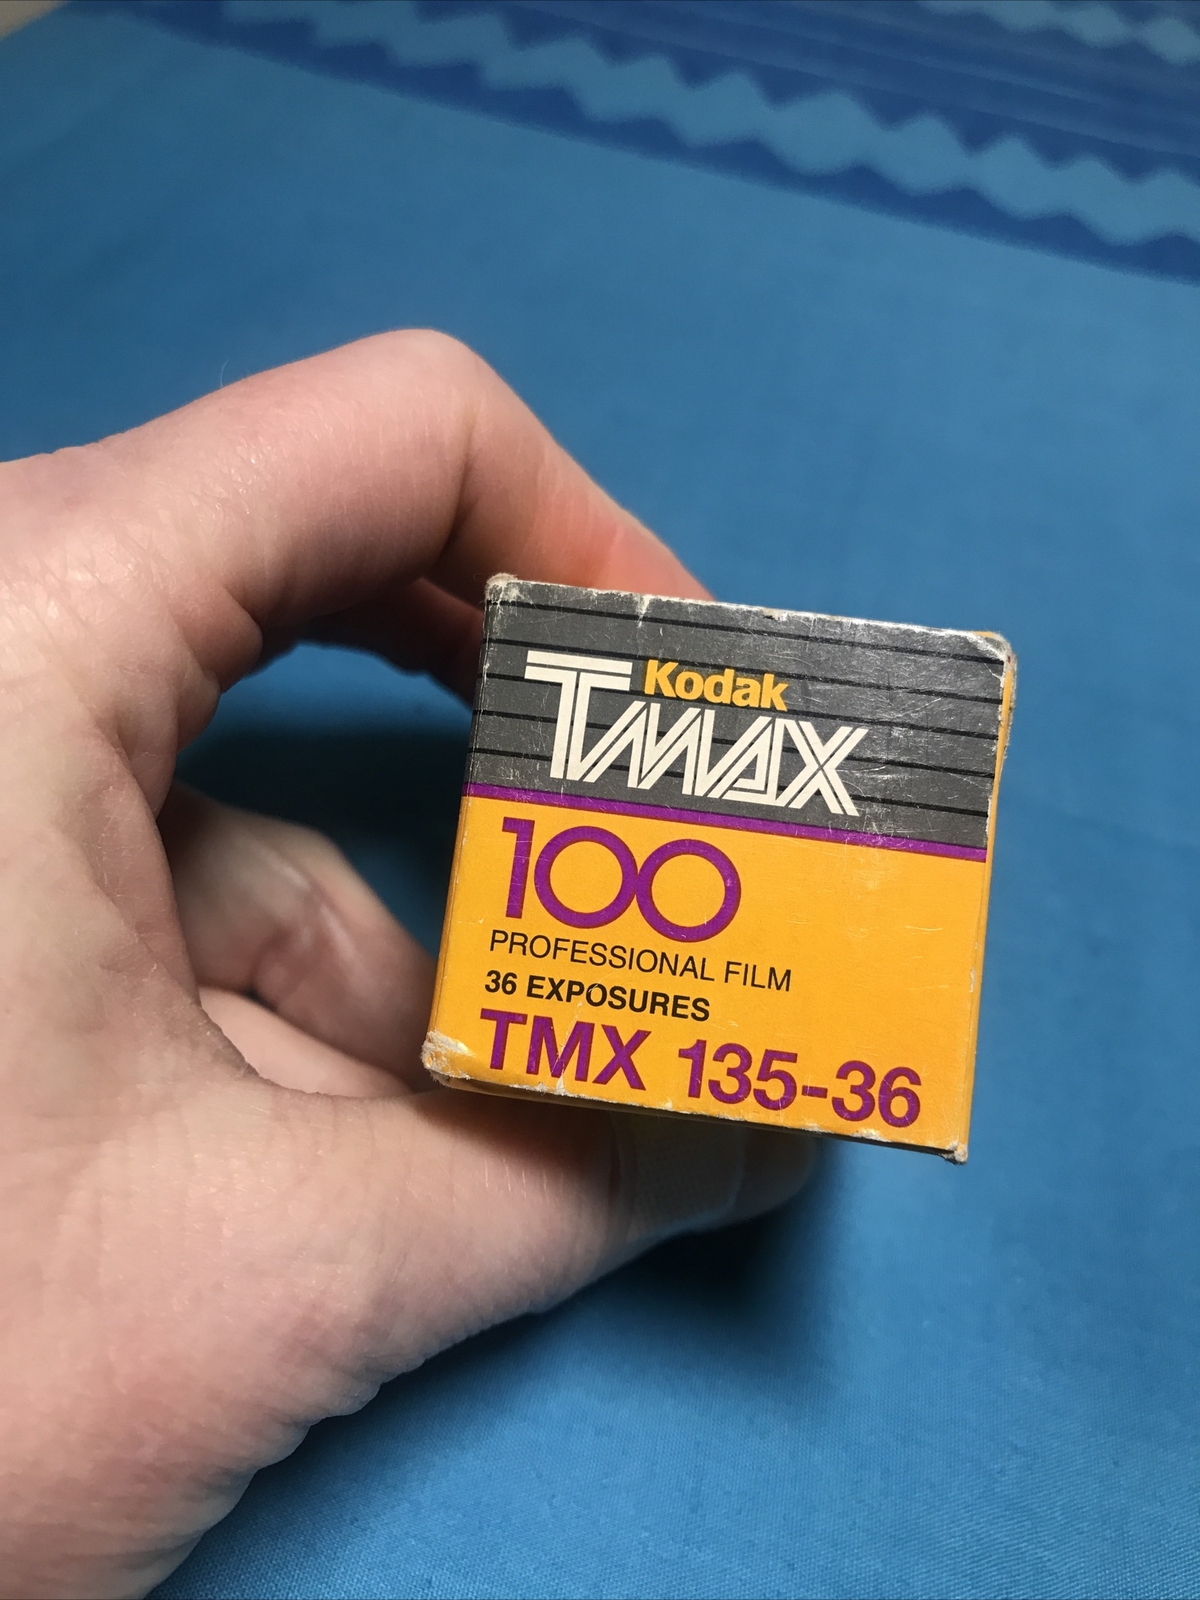 Kodak
TMAX
100
PROFESSIONAL FILM
36 EXPOSURES
TMX 135-36